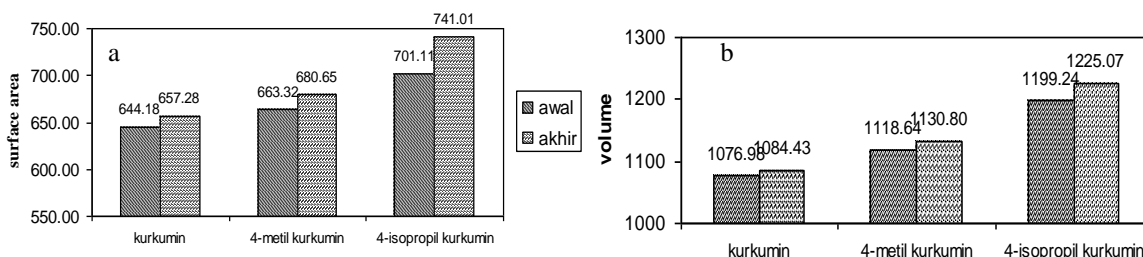 a
surface area
750.00
700.00
650.00
600.00
550.00
644.18
657.28
663.32
680.65
701.11
741.01
kurkumin
4-metil kurkumin
4-isopropil kurkumin
awal
akhir
b
volume
1300
1200
1100
1000
1076.98
1084.43
1118.64
1130.80
1199.24
1225.07
kurkumin
4-metil kurkumin
4-isopropil kurkumin